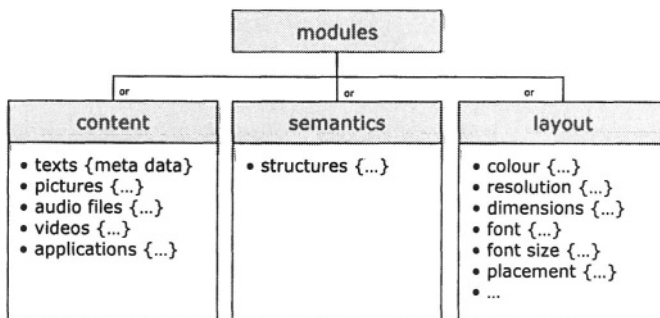 modules
or
or
or
content
• texts {meta data}
• pictures {...}
• audio files {...}
• videos {...}
• applications {...}
semantics
• structures {...}
layout
• colour {...}
• resolution {...}
• dimensions {...}
• font {...}
• font size {...}
• placement {...}
• ...